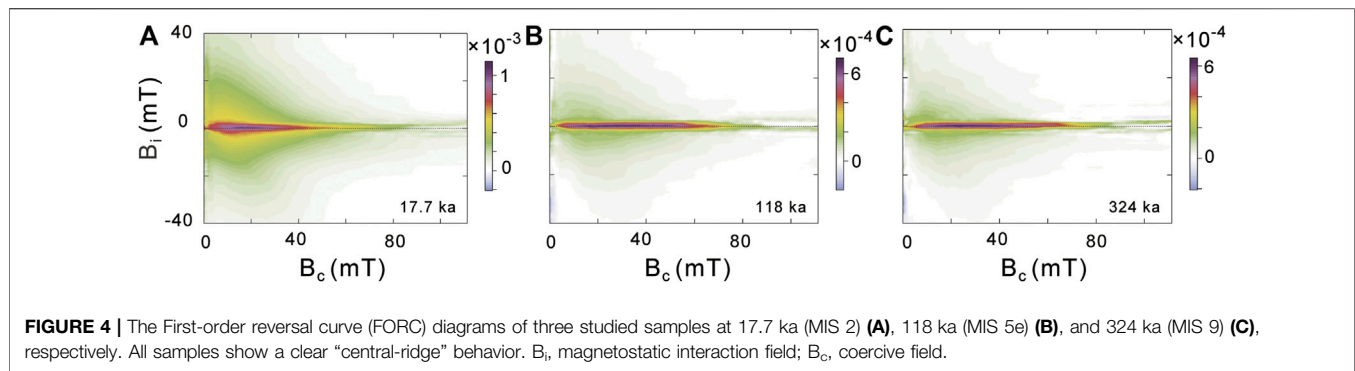 A
B
C
40
×10⁻³
×10⁻⁴
×10⁻⁴
1
6
6
Bᵢ (mT)
0
0
0
0
-40
17.7 ka
118 ka
324 ka
0 40 80
0 40 80
0 40 80
B꜀ (mT)
B꜀ (mT)
B꜀ (mT)
FIGURE 4 | The First-order reversal curve (FORC) diagrams of three studied samples at 17.7 ka (MIS 2) (A), 118 ka (MIS 5e) (B), and 324 ka (MIS 9) (C),
respectively. All samples show a clear “central-ridge” behavior. Bᵢ, magnetostatic interaction field; B꜀, coercive field.